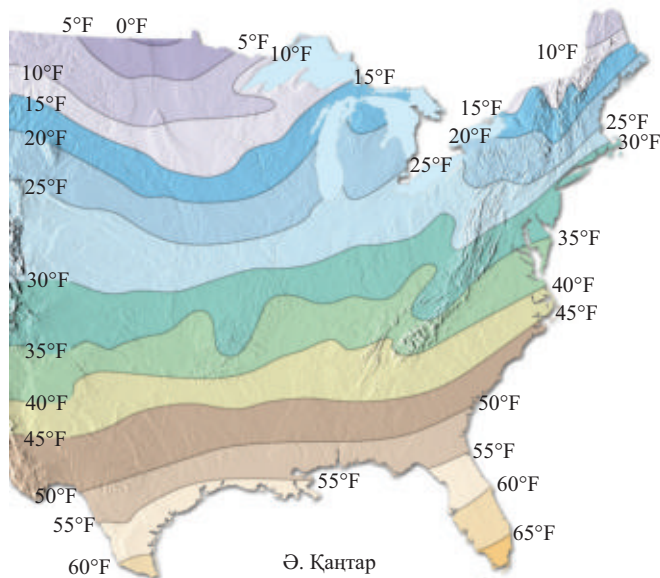 5°F 0°F 5°F
10°F 10°F 10°F
15°F 15°F 15°F
20°F 20°F 25°F
25°F 25°F 30°F
35°F
30°F 40°F
45°F
35°F
40°F 50°F
45°F 55°F
50°F 55°F 60°F
55°F 65°F
60°F Ә. Қаңтар